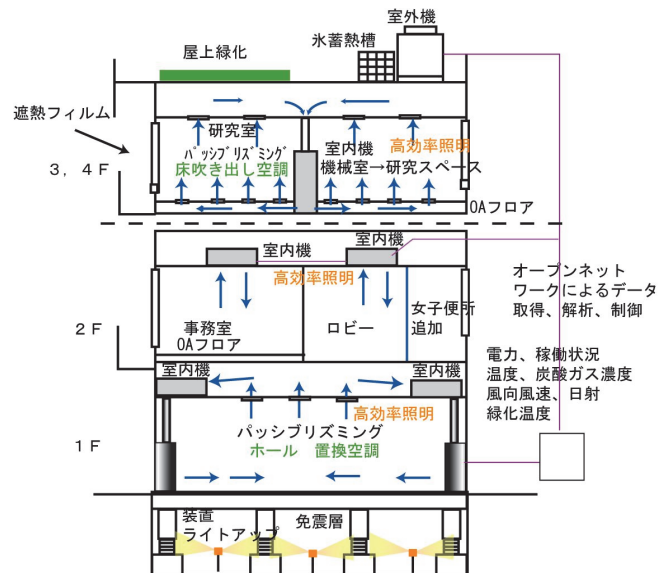 室外機
氷蓄熱槽
屋上緑化
遮熱フィルム
研究室
パッシブリズミング
床吹き出し空調
室内機
機械室→研究スペース
高効率照明
3,4F
OAフロア
室内機
室内機
高効率照明
オープンネット
ワークによるデータ
取得、解析、制御
2F
事務室
OAフロア
ロビー
女子便所
追加
電力、稼働状況
温度、炭酸ガス濃度
風向風速、日射
緑化温度
室内機
室内機
高効率照明
1F
パッシブリズミング
ホール 置換空調
装置
ライトアップ
免震層